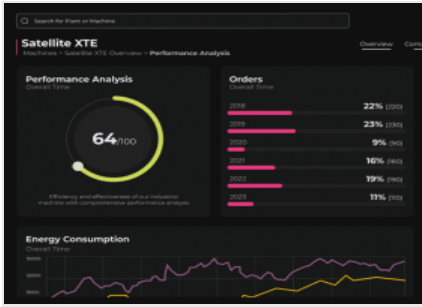 Search for Plant or Machine
Satellite XTE
Machines > Satellite XTE Overview > Performance Analysis
Overview
Performance Analysis
Overall Time
64/100
Efficiency and effectiveness of our industrial
machine with comprehensive performance analysis
Orders
Overall Time
2018 22% (220)
2019 23% (230)
2020 9% (90)
2021 16% (160)
2022 19% (190)
2023 11% (110)
Energy Consumption
Overall Time